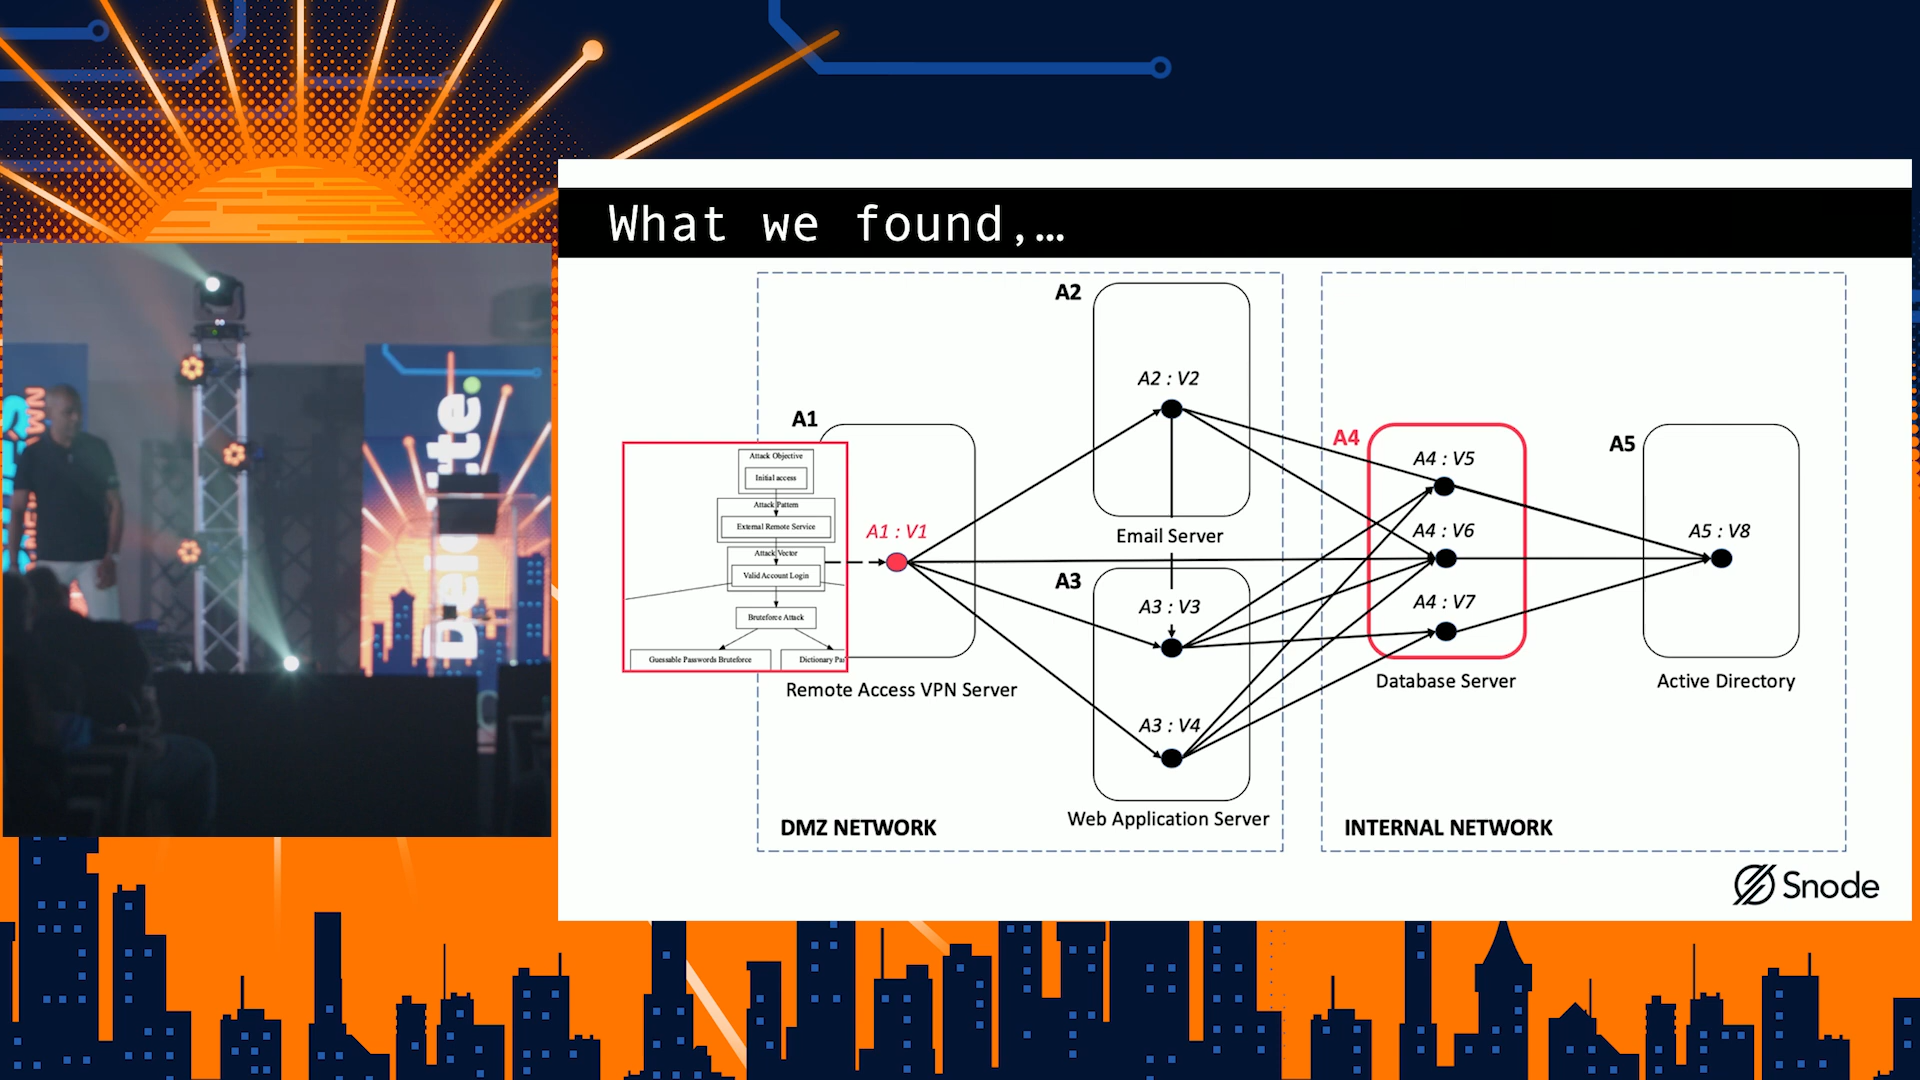 What we found,…
A2
A2 : V2
A1
A1 : V1
Attack Objective
Initial access
Attack Pattern
External Remote Service
Attack Vector
Valid Account Login
Bruteforce Attack
Guessable Passwords Bruteforce
Dictionary Pa
Remote Access VPN Server
Email Server
A3
A3 : V3
A3 : V4
Web Application Server
DMZ NETWORK
A4
A4 : V5
A4 : V6
A4 : V7
Database Server
A5
A5 : V8
Active Directory
INTERNAL NETWORK
Snode
Deloitte.